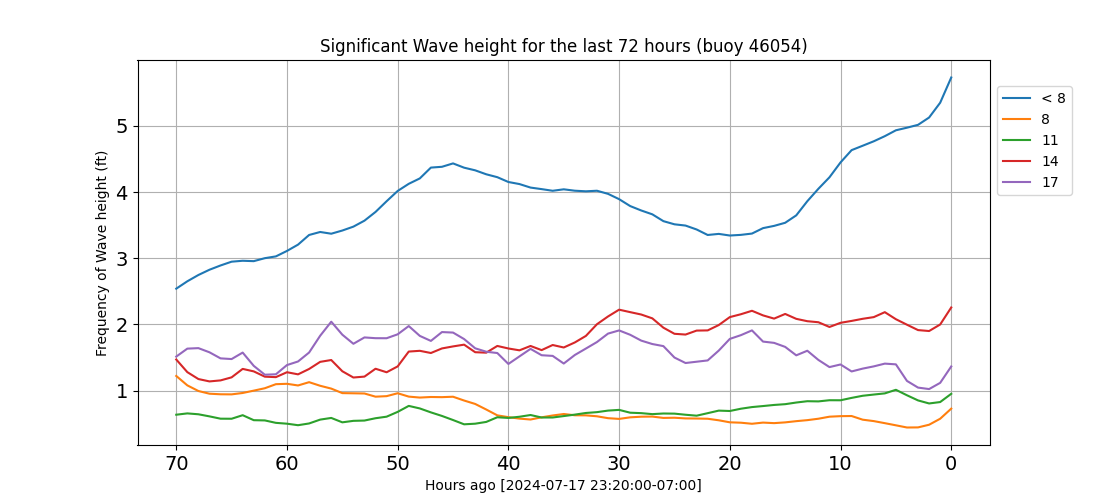 Significant Wave height for the last 72 hours (buoy 46054)
Frequency of Wave height (ft)
5
4
3
2
1
70 60 50 40 30 20 10 0
Hours ago [2024-07-17 23:20:00-07:00]
< 8
8
11
14
17